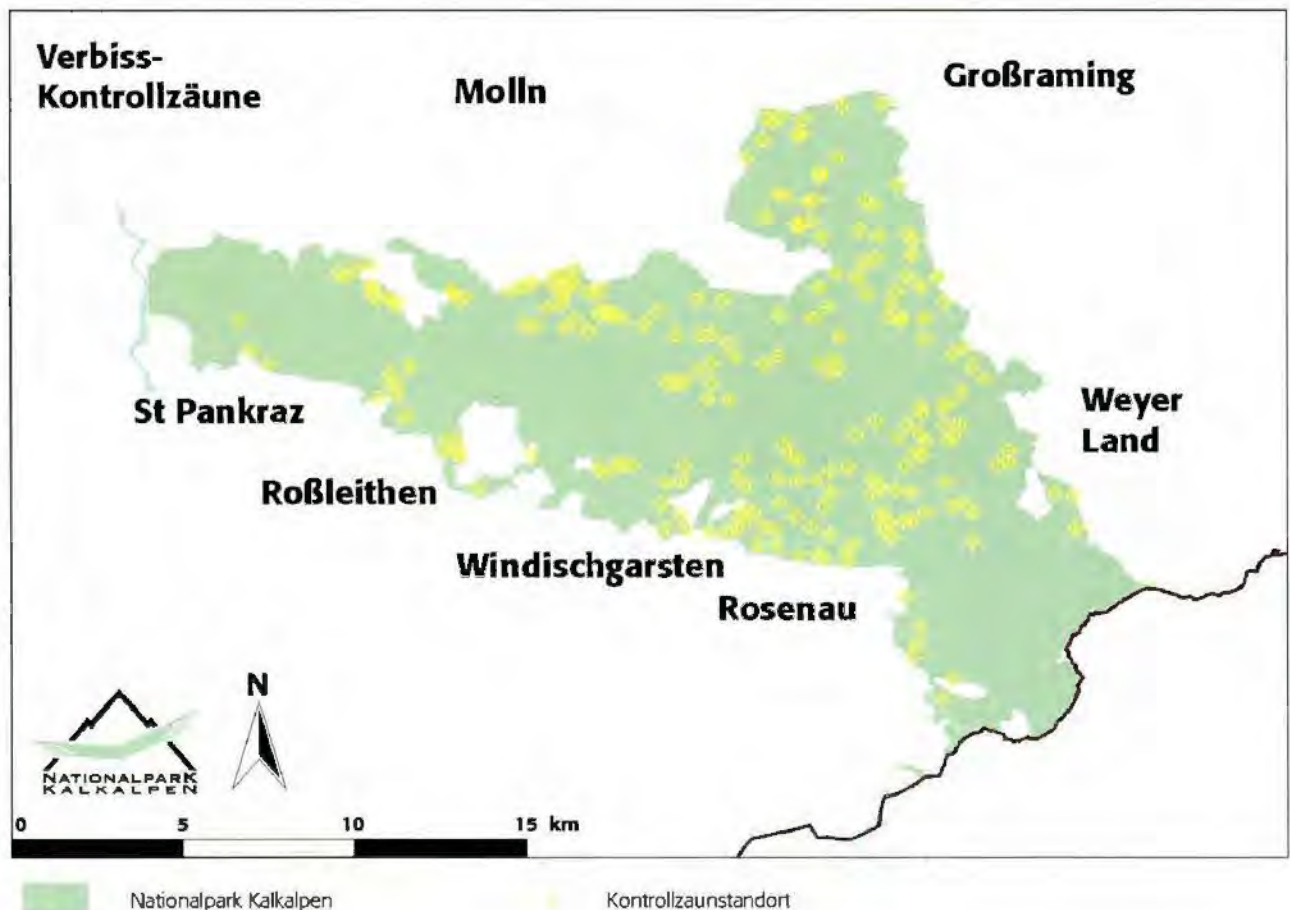 Verbiss-
Kontrollzäune
Molln
Großraming
St Pankraz
Weyer
Land
Roßleithen
Windischgarsten
Rosenau
N
NATIONALPARK
KALKALPEN
0 5 10 15 km
Nationalpark Kalkalpen Kontrollzaunstandort